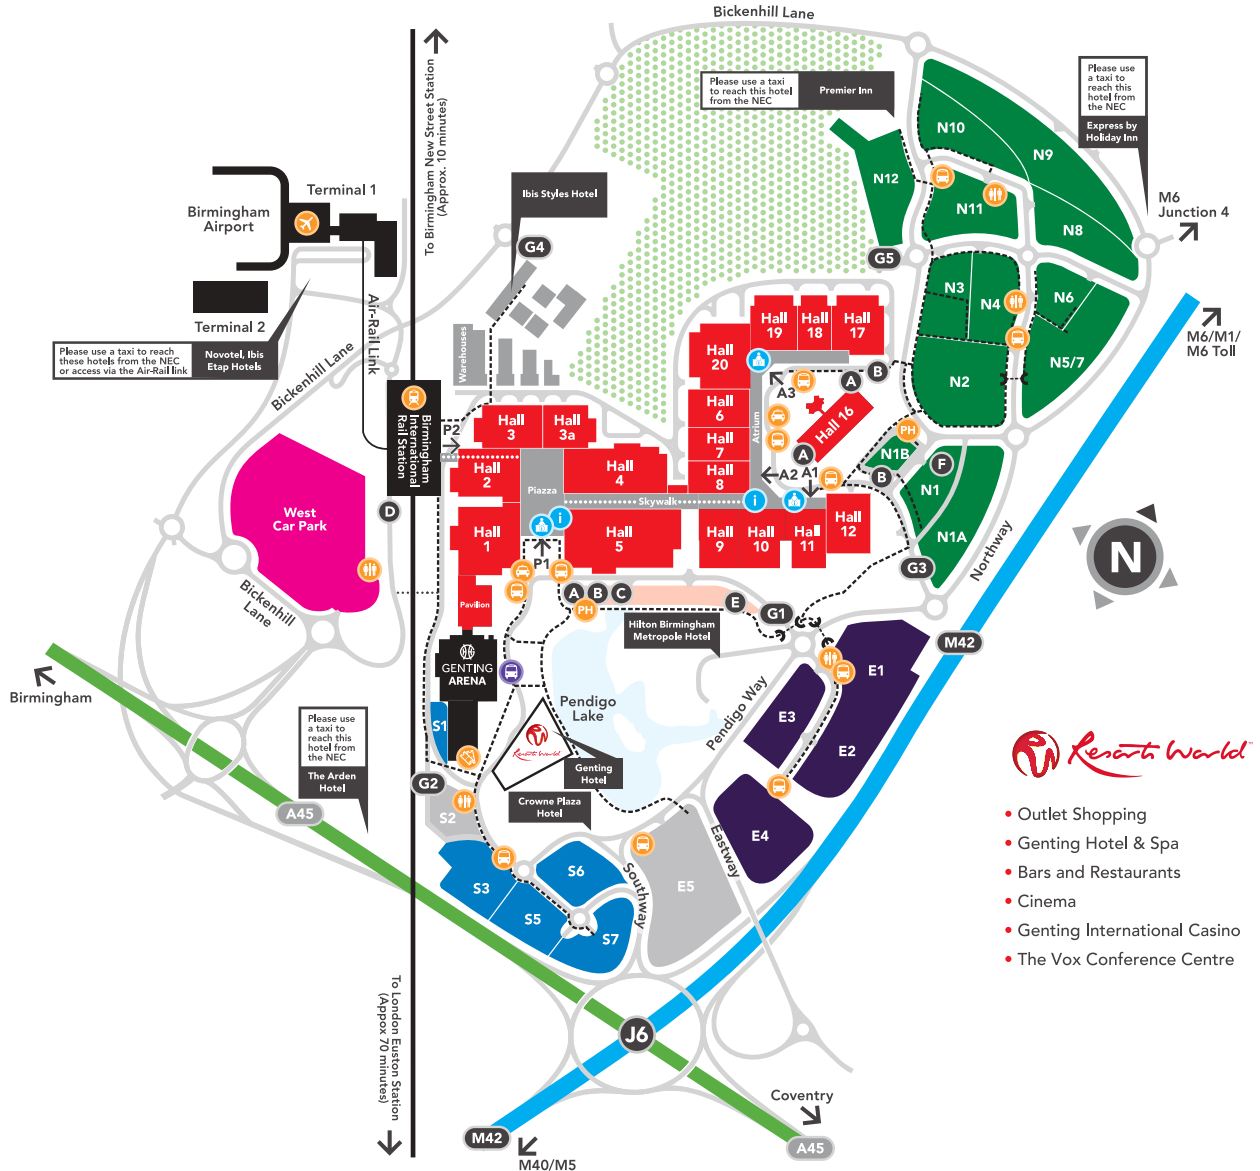 Bickenhill Lane
To Birmingham New Street Station
(Approx. 10 minutes)
Please use
a taxi to
reach this
hotel from
the NEC
Express by
Holiday Inn
Please use a taxi to
reach this hotel
from the NEC
Premier Inn
N10
N9
N12
N11
N8
M6
Junction 4
Terminal 1
Birmingham
Airport
Ibis Styles Hotel
G4
G5
N3
N4
N6
N5/7
N2
M6/M1/
M6 Toll
Terminal 2
Air-Rail Link
Please use a taxi to reach
these hotels from the NEC
or access via the Air-Rail link
Novotel, Ibis
Etap Hotels
Bickenhill Lane
Warehouses
Hall
19
Hall
18
Hall
17
Hall
20
A3
A
B
Hall
6
Hall
7
Hall
8
Atrium
Hall 16
A
A2
A1
PH
N1B
B
F
N1
N1A
Birmingham
International
Rail Station
P2
Hall
3
Hall
3a
Hall
2
Hall
4
Piazza
Skywalk
i
i
West
Car Park
D
Hall
1
P1
Hall
5
Hall
9
Hall
10
Hall
11
Hall
12
G3
Northway
N
Bickenhill
Lane
Pavilion
A
B
C
PH
E
G1
Hilton Birmingham
Metropole Hotel
M42
GENTING
ARENA
Birmingham
Pendigo
Lake
Pendigo Way
E1
E3
E2
E4
Please use
a taxi to
reach this
hotel from
the NEC
The Arden
Hotel
S1
Resorts World
Genting
Hotel
Resorts World
G2
A45
S2
Crowne Plaza
Hotel
Eastway
Southway
S3
S6
S5
S7
E5
• Outlet Shopping
• Genting Hotel & Spa
• Bars and Restaurants
• Cinema
• Genting International Casino
• The Vox Conference Centre
To London Euston Station
(Appox 70 minutes)
J6
Coventry
M42
M40/M5
A45